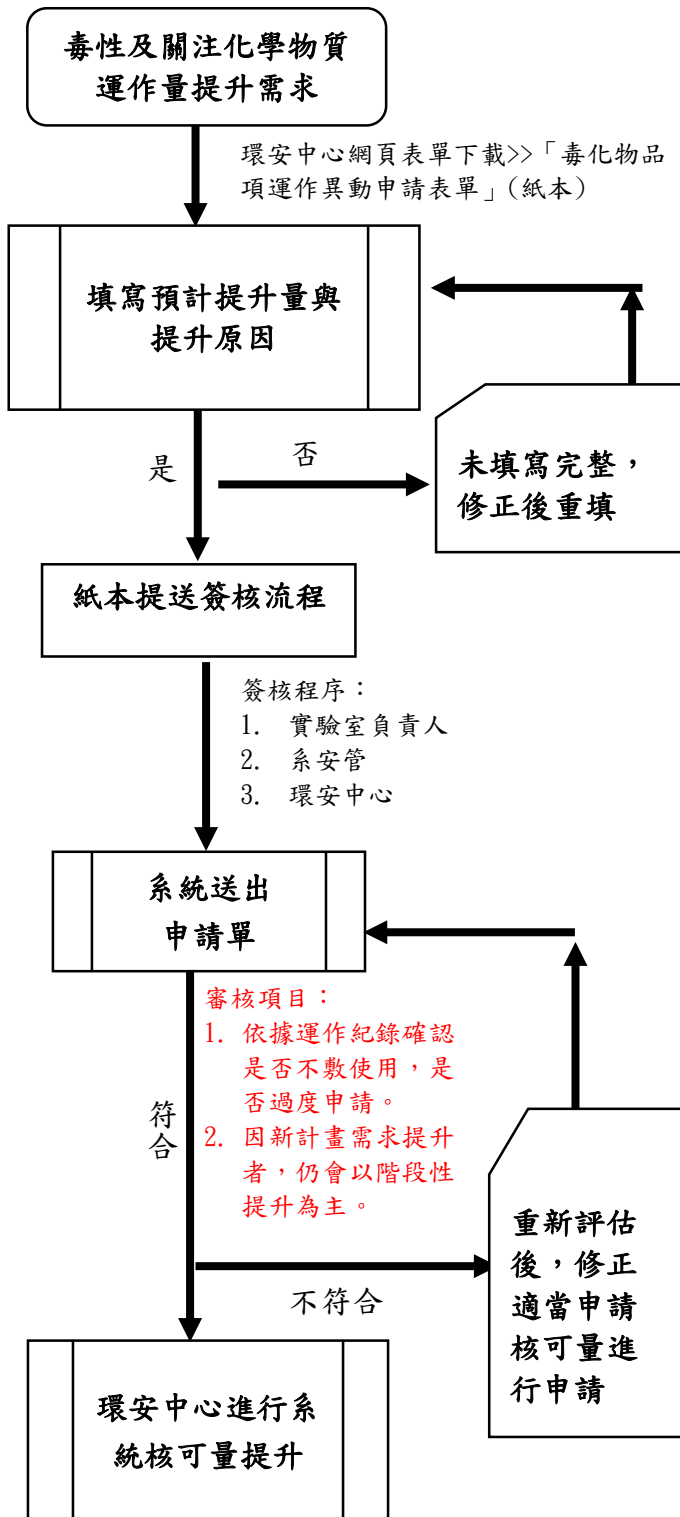 毒性及關注化學物質
運作量提升需求
環安中心網頁表單下載>>「毒化物品
項運作異動申請表單」(紙本)
填寫預計提升量與
提升原因
是
否
未填寫完整，
修正後重填
紙本提送簽核流程
簽核程序：
1. 實驗室負責人
2. 系安管
3. 環安中心
系統送出
申請單
審核項目：
1. 依據運作紀錄確認
是否不敷使用，是
否過度申請。
2. 因新計畫需求提升
者，仍會以階段性
提升為主。
符
合
不符合
重新評估
後，修正
適當申請
核可量進
行申請
環安中心進行系
統核可量提升